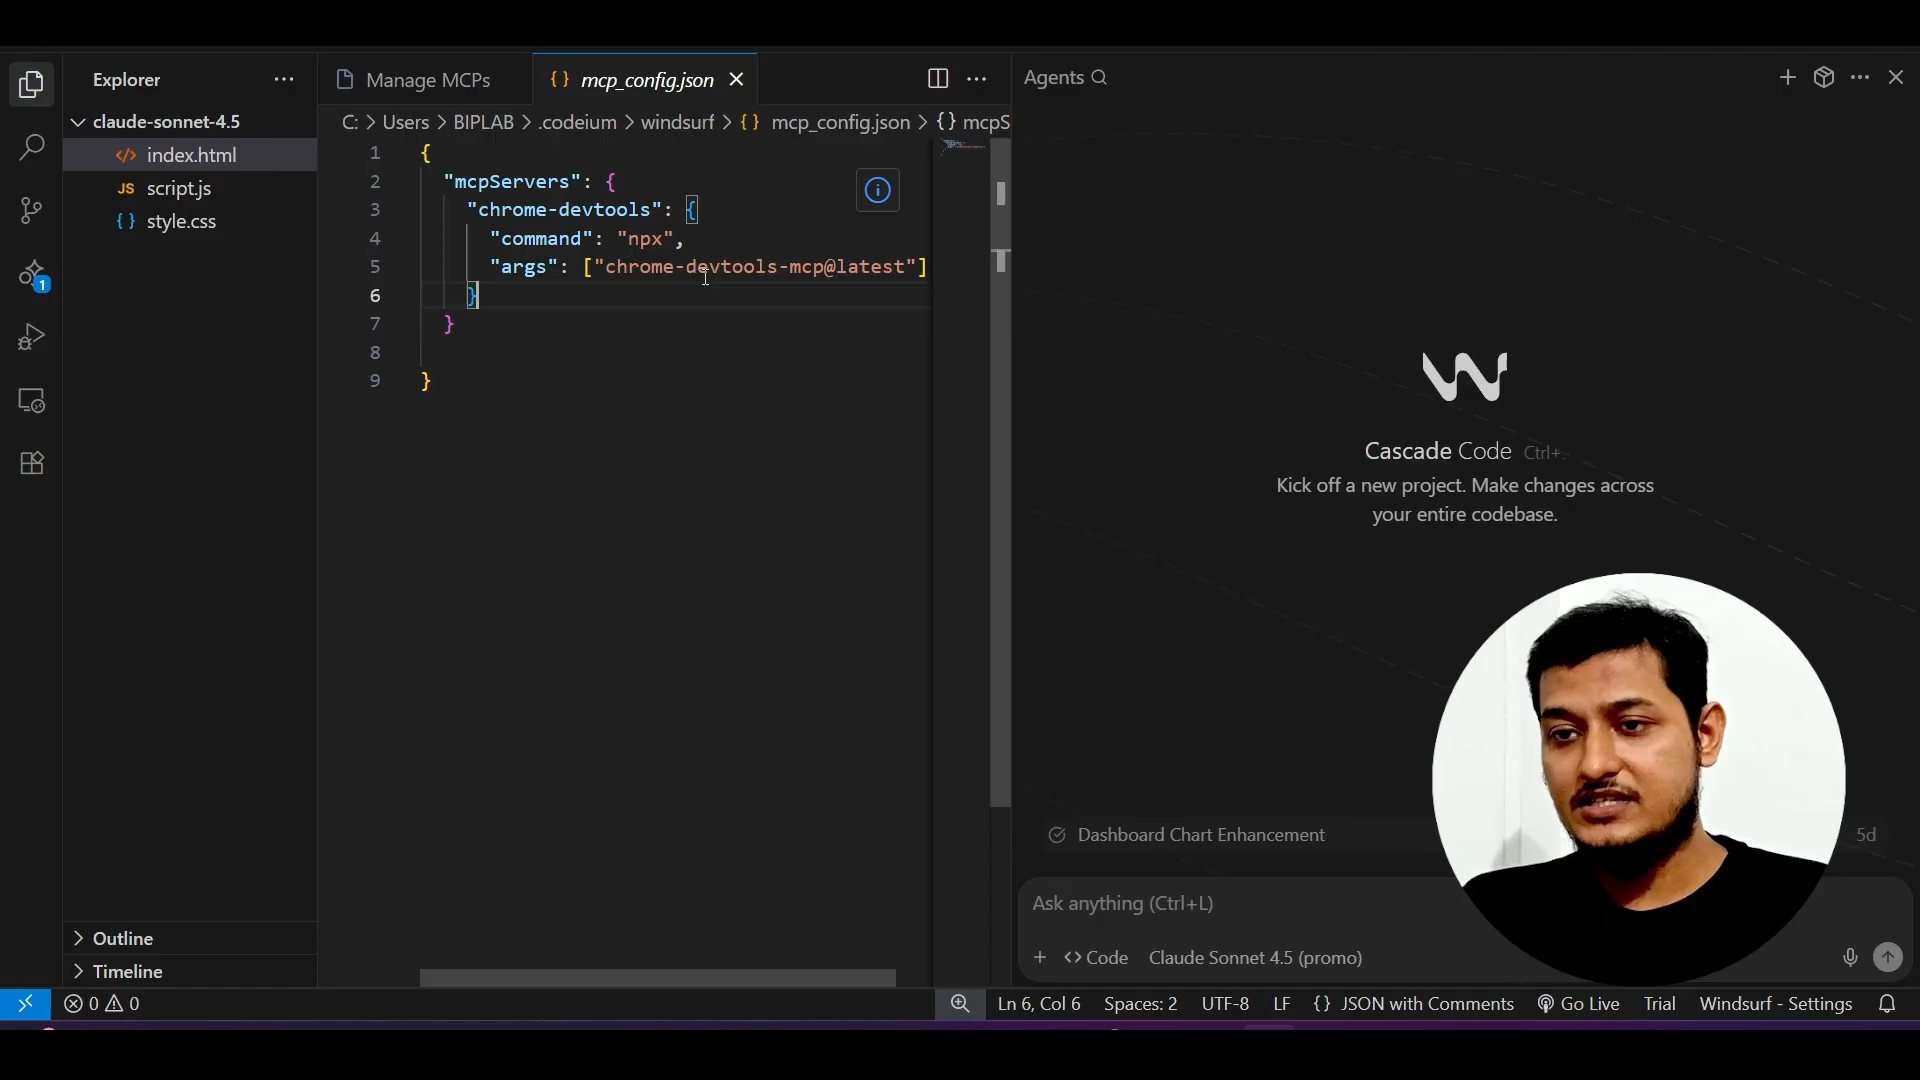 Explorer
claude-sonnet-4.5
index.html
JS script.js
{ } style.css
1
Outline
Timeline
Manage MCPs
{ } mcp_config.json
C: > Users > BIPLAB > .codeium > windsurf > { } mcp_config.json > { } mcpS
1 {
2 "mcpServers": {
3 "chrome-devtools": {
4 "command": "npx",
5 "args": ["chrome-devtools-mcp@latest"]
6 }
7 }
8
9 }
Agents
Cascade Code Ctrl+.
Kick off a new project. Make changes across
your entire codebase.
Dashboard Chart Enhancement 5d
Ask anything (Ctrl+L)
+ <> Code Claude Sonnet 4.5 (promo)
0 0
Ln 6, Col 6 Spaces: 2 UTF-8 LF { } JSON with Comments Go Live Trial Windsurf - Settings